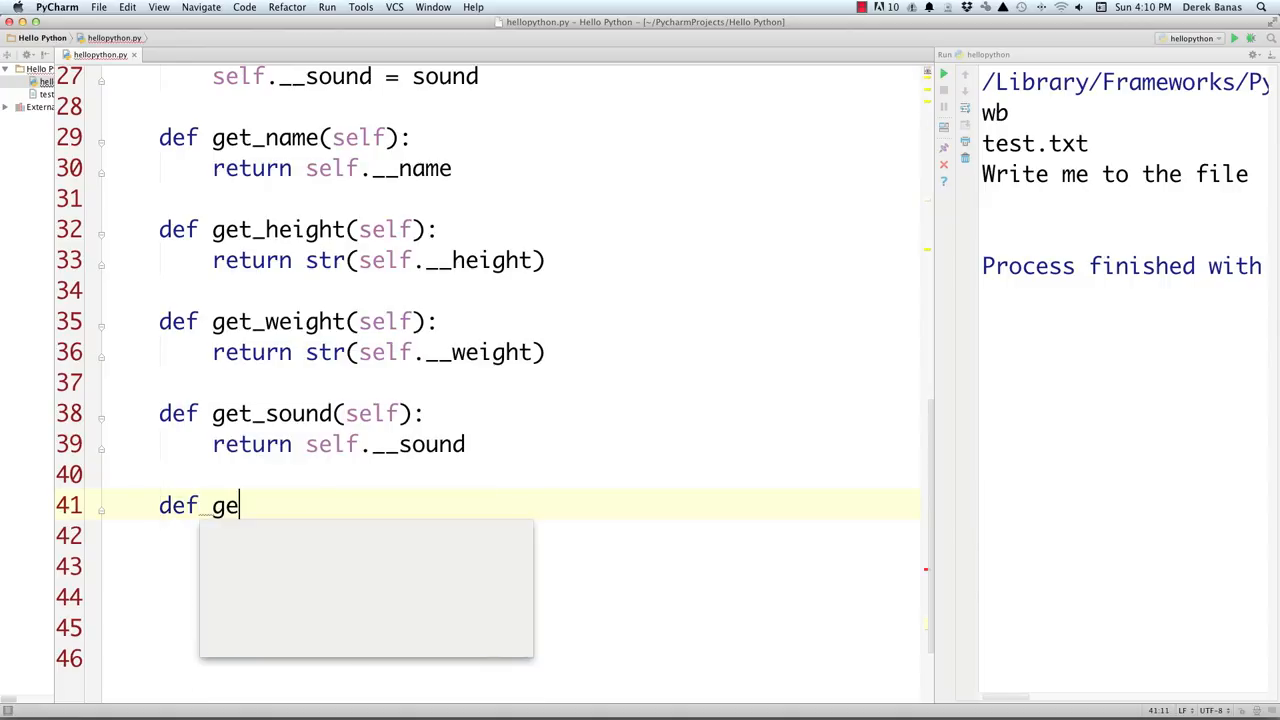 PyCharm File Edit View Navigate Code Refactor Run Tools VCS Window Help 10 8 Sun 4:10 PM Derek Banas
hellopython.py - Hello Python - [~/PycharmProjects/Hello Python]
Hello Python hellopython.py hellopython
hellopython.py Run hellopython
Hello P
hell
test
Extern
27 self.__sound = sound
28
29 def get_name(self):
30 return self.__name
31
32 def get_height(self):
33 return str(self.__height)
34
35 def get_weight(self):
36 return str(self.__weight)
37
38 def get_sound(self):
39 return self.__sound
40
41 def ge
42
43
44
45
46
/Library/Frameworks/Py
wb
test.txt
Write me to the file
Process finished with
41:11 LF UTF-8